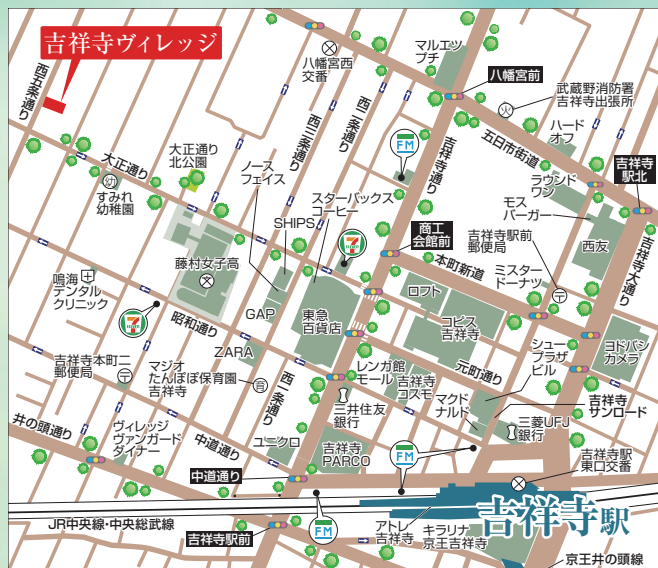 吉祥寺ヴィレッジ
西五条通り
八幡宮西
交番
マルエツ
プチ
八幡宮前
武蔵野消防署
吉祥寺出張所
火
ハード
オフ
五日市街道
吉祥寺
駅北
西三条通り
西二条通り
吉祥寺通り
FM
大正通り
大正通り
北公園
幼
すみれ
幼稚園
ノース
フェイス
スターバックス
コーヒー
SHIPS
ラウンド
ワン
モス
バーガー
西友
吉祥寺大通り
商工
会館前
吉祥寺駅前
郵便局
本町新道
ミスター
ドーナツ
藤村女子高
鳴海
デンタル
クリニック
昭和通り
GAP
東急
百貨店
ロフト
コピス
吉祥寺
シュー
プラザ
ビル
ヨドバシ
カメラ
ZARA
元町通り
吉祥寺本町二
郵便局
マジオ
たんぽぽ保育園
吉祥寺
育
西一条通り
レンガ館
モール
吉祥寺
コスモ
マクド
ナルド
吉祥寺
サンロード
三井住友
銀行
三菱UFJ
銀行
井の頭通り
ヴィレッジ
ヴァンガード
ダイナー
中道通り
ユニクロ
吉祥寺
PARCO
FM
吉祥寺駅
東口交番
中道通り
FM
吉祥寺駅
JR中央線・中央総武線
吉祥寺駅前
アトレ
吉祥寺
キラリナ
京王吉祥寺
京王井の頭線